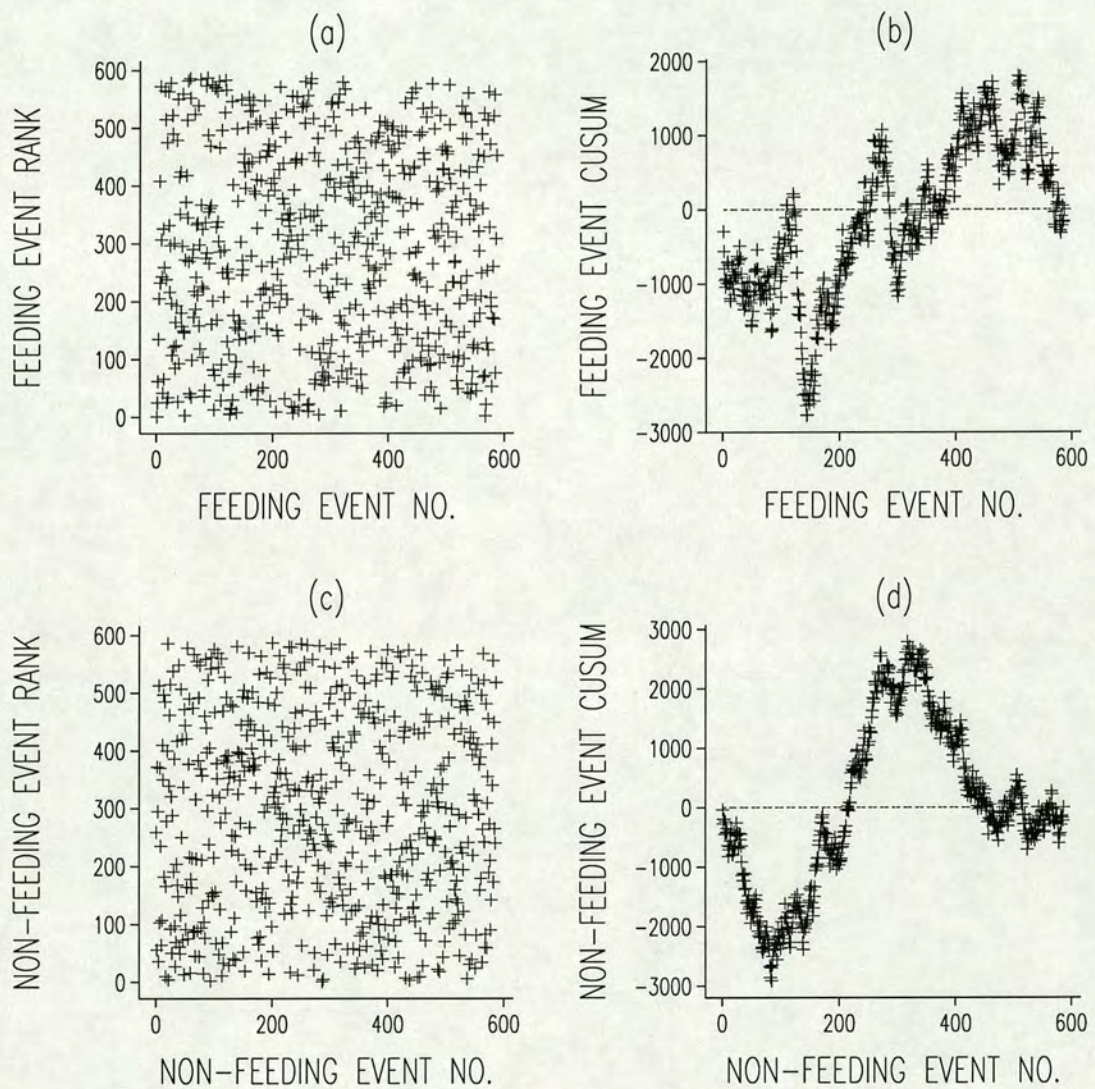 (a)
FEEDING EVENT RANK
600
500
400
300
200
100
0
0 200 400 600
FEEDING EVENT NO.
(b)
FEEDING EVENT CUSUM
2000
1000
0
-1000
-2000
-3000
0 200 400 600
FEEDING EVENT NO.
(c)
NON-FEEDING EVENT RANK
600
500
400
300
200
100
0
0 200 400 600
NON-FEEDING EVENT NO.
(d)
NON-FEEDING EVENT CUSUM
3000
2000
1000
0
-1000
-2000
-3000
0 200 400 600
NON-FEEDING EVENT NO.